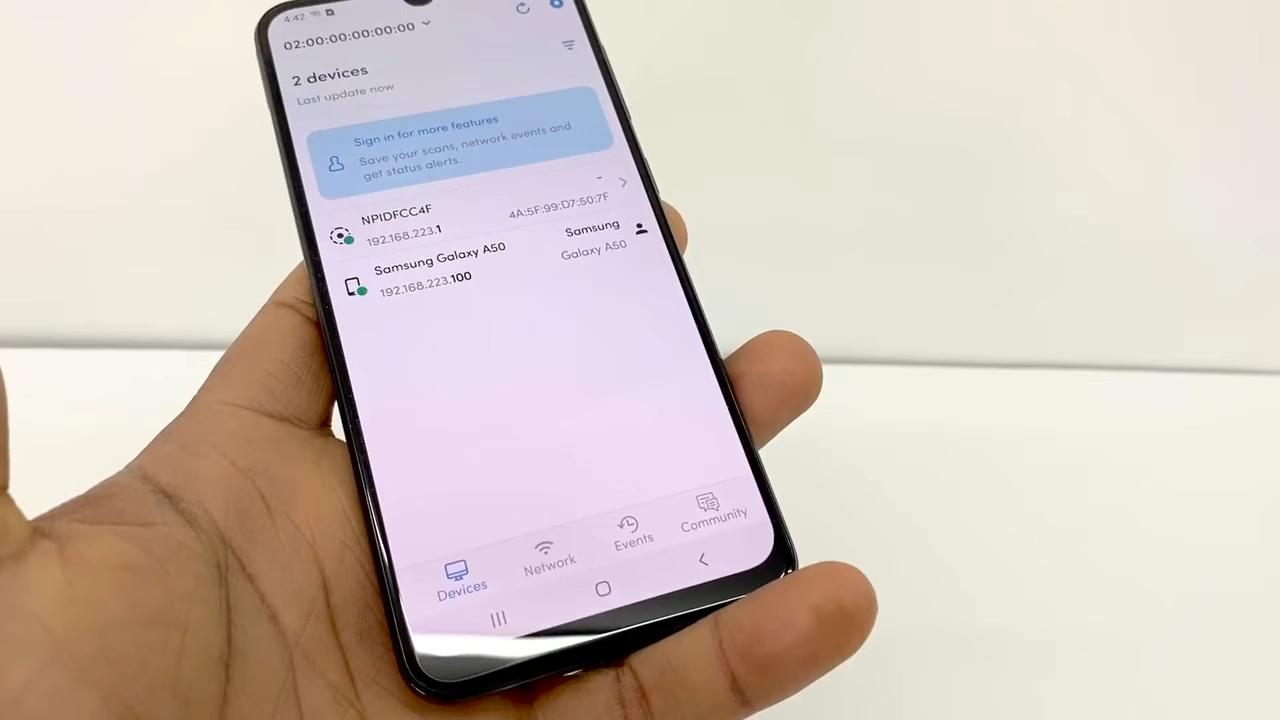 4:42
02:00:00:00:00:00
2 devices
Last update now
Sign in for more features
Save your scans, network events and
get status alerts.
NPIDFCC4F
-
192.168.223.1
4A:5F:99:D7:50:7F
Samsung Galaxy A50
Samsung
192.168.223.100
Galaxy A50
Devices
Network
Events
Community